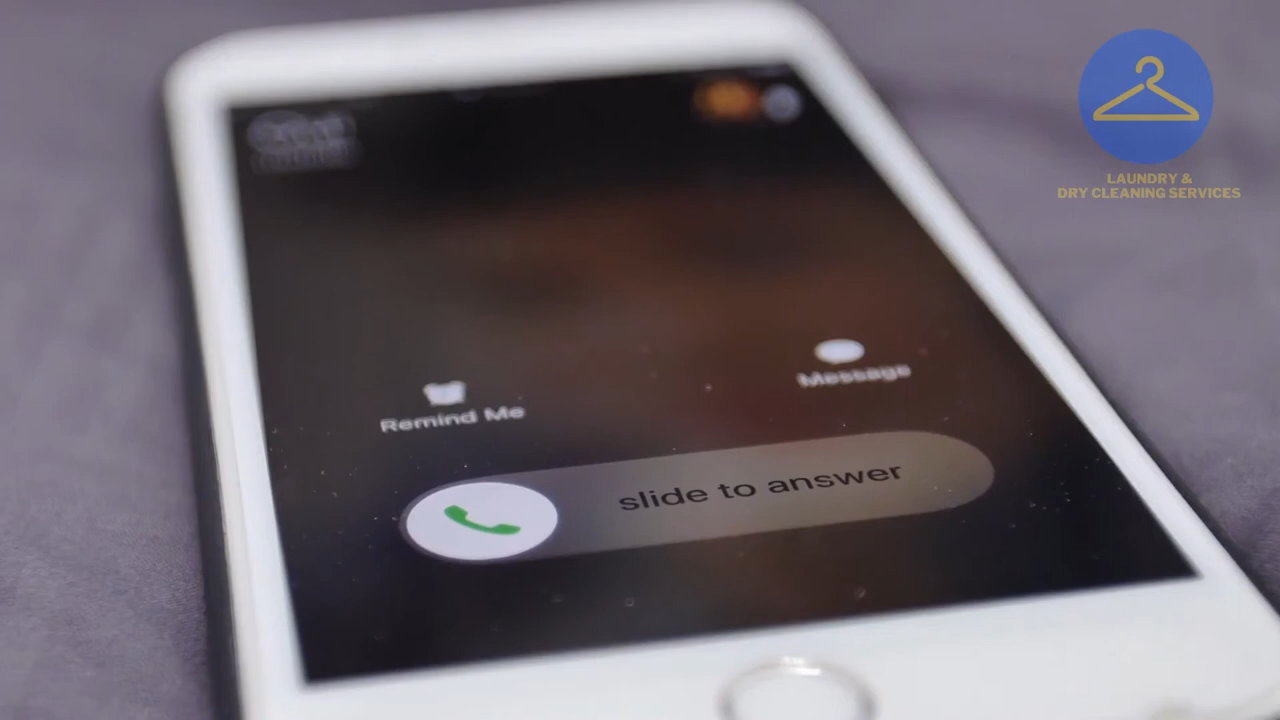 LAUNDRY &
DRY CLEANING SERVICES
Remind Me
Message
slide to answer